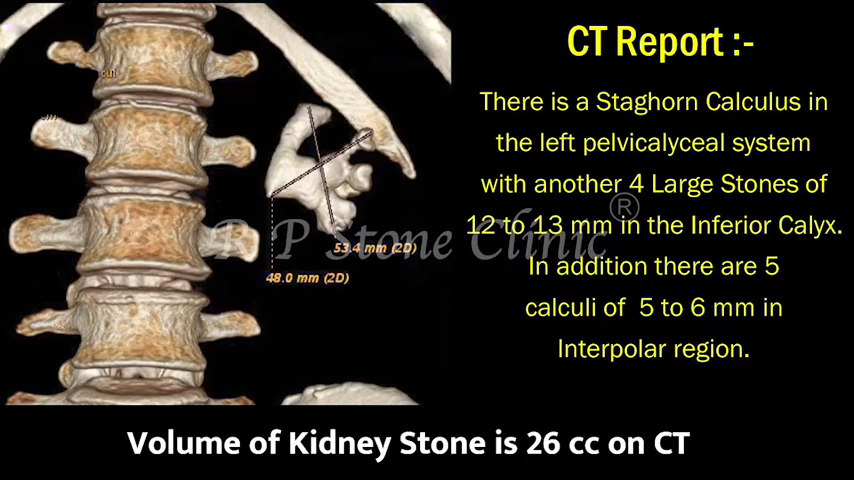 CT Report :-
There is a Staghorn Calculus in
the left pelvicalyceal system
with another 4 Large Stones of
12 to 13 mm in the Inferior Calyx.
In addition there are 5
calculi of 5 to 6 mm in
Interpolar region.
R P Stone Clinic®
53.4 mm (2D)
48.0 mm (2D)
Volume of Kidney Stone is 26 cc on CT